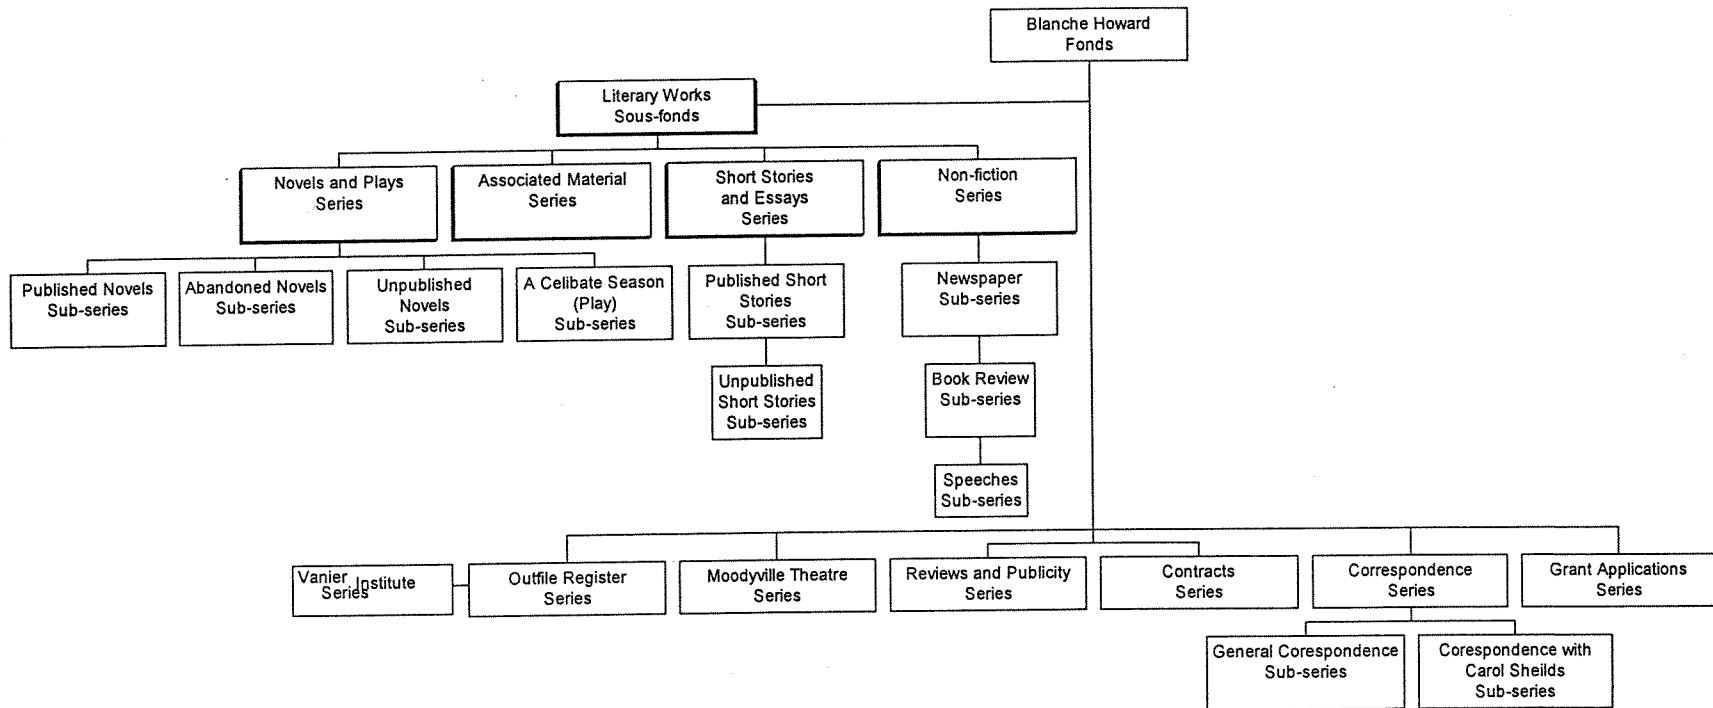 Blanche Howard
Fonds
Literary Works
Sous-fonds
Novels and Plays
Series
Associated Material
Series
Short Stories
and Essays
Series
Non-fiction
Series
Published Novels
Sub-series
Abandoned Novels
Sub-series
Unpublished
Novels
Sub-series
A Celibate Season
(Play)
Sub-series
Published Short
Stories
Sub-series
Newspaper
Sub-series
Unpublished
Short Stories
Sub-series
Book Review
Sub-series
Speeches
Sub-series
Vanier Institute
Series
Outfile Register
Series
Moodyville Theatre
Series
Reviews and Publicity
Series
Contracts
Series
Correspondence
Series
Grant Applications
Series
General Corespondence
Sub-series
Corespondence with
Carol Sheilds
Sub-series